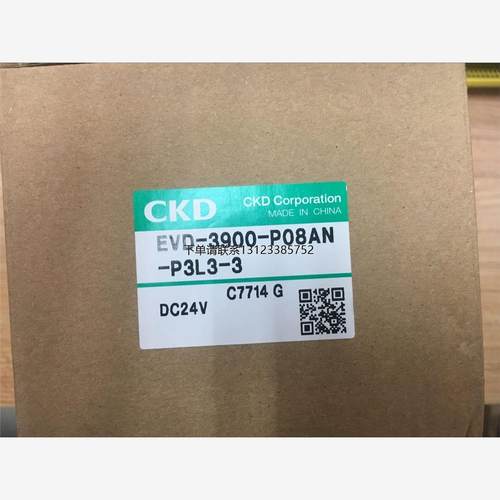 CKD
CKD Corporation
MADE IN CHINA
EVD-3900-P08AN
下单请联系13123385752
-P3L3-3
C7714 G
DC24V